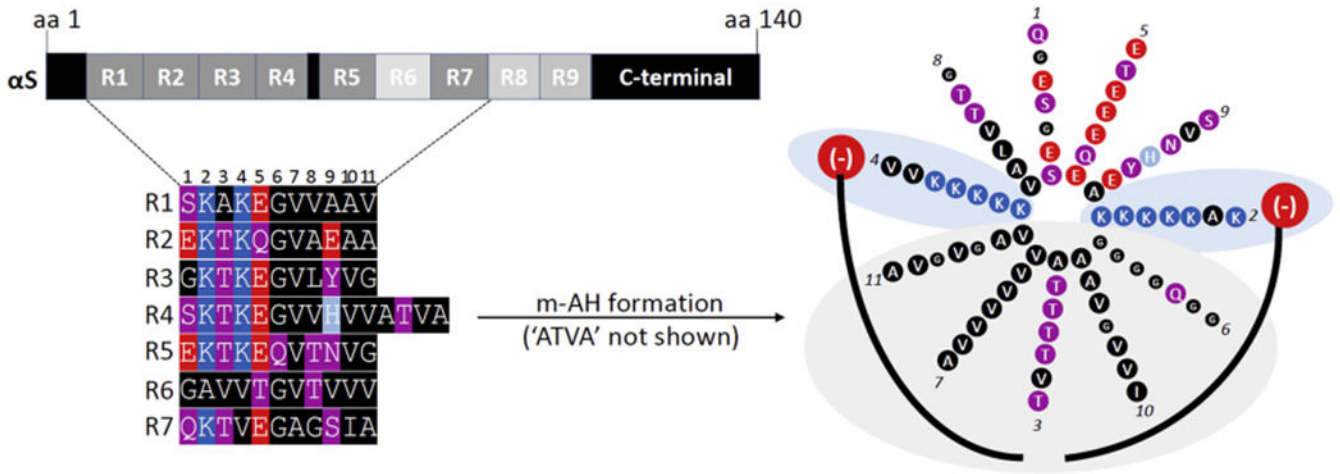 aa 1 aa 140
αS R1 R2 R3 R4 R5 R6 R7 R8 R9 C-terminal
1 2 3 4 5 6 7 8 9 10 11
R1 SKAKEGVVAAV
R2 EKTKQGVAEAA
R3 GKTKEGVLYVG
R4 SKTKEGVVHVVATVA
R5 EKTKEQVTNVG
R6 GAVVTGVTVVV
R7 QKTVEGAGSIA
m-AH formation
('ATVA' not shown)
8 G T T V L A V
1 Q G E S G E S
5 E T E E E Q E
9 S V N H Y E A
(-) 4 V V K K K K K
K K K K K A K 2 (-)
11 A V G V G A V
7 A V V V V V V
3 T V T T T T A
10 I V V G V A A
6 G G Q G G G G